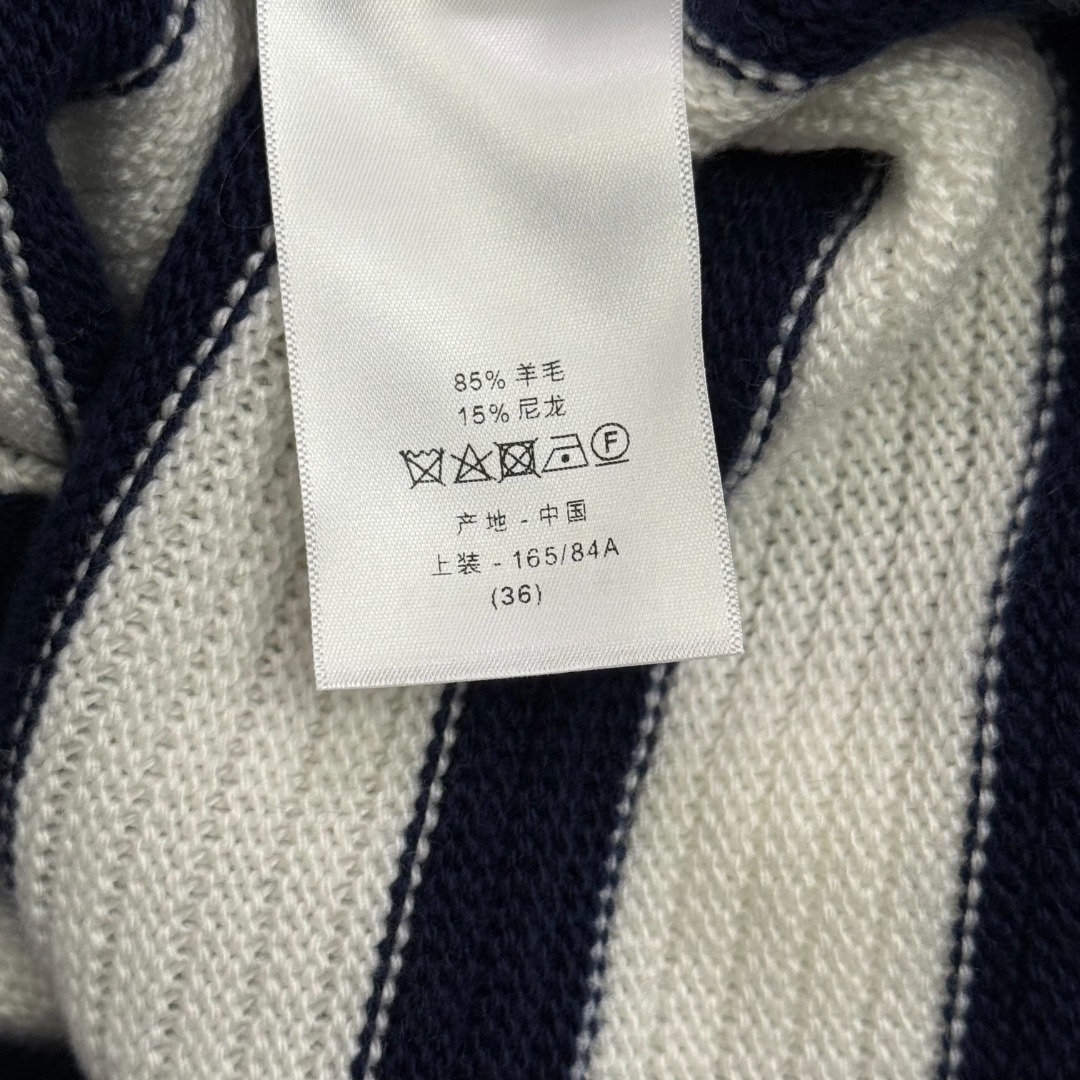 85% 羊毛
15% 尼龙
F
产地 - 中国
上装 - 165/84A
(36)